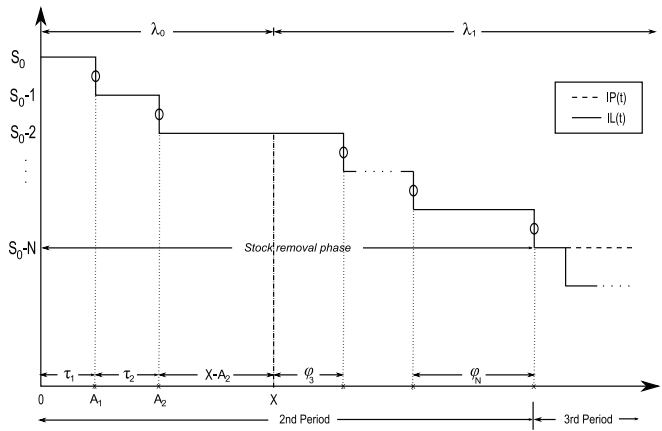 λ₀ λ₁
S₀
S₀-1
S₀-2
S₀-N
IP(t)
IL(t)
Stock removal phase
τ₁ τ₂ X-A₂ φ₃ φ_N
0 A₁ A₂ X
2nd Period 3rd Period